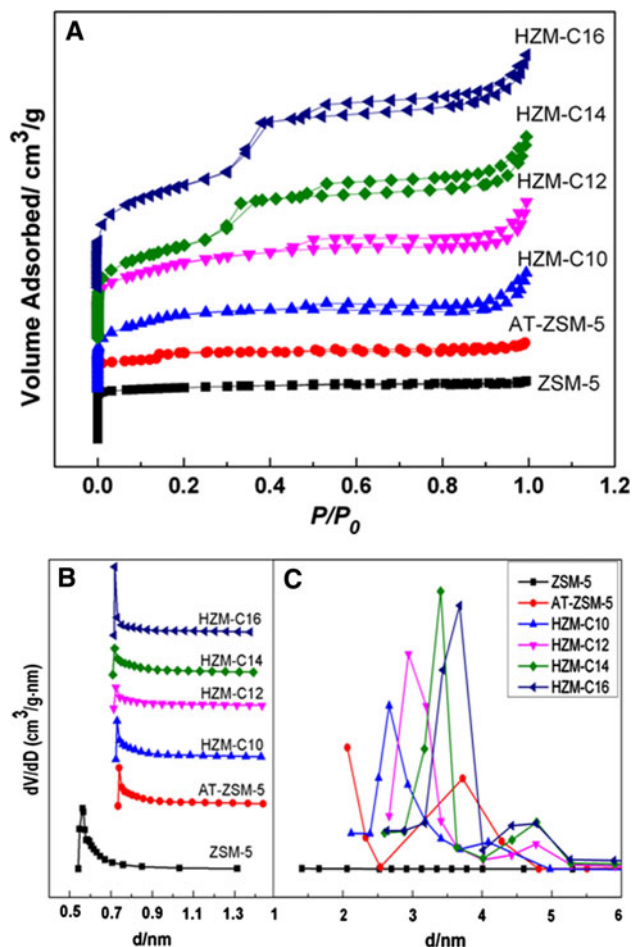 A
HZM-C16
HZM-C14
HZM-C12
HZM-C10
AT-ZSM-5
ZSM-5
Volume Adsorbed/ cm³/g
0.0 0.2 0.4 0.6 0.8 1.0 1.2
P/P₀
B
HZM-C16
HZM-C14
HZM-C12
HZM-C10
AT-ZSM-5
ZSM-5
dV/dD (cm³/g-nm)
0.5 0.7 0.9 1.1 1.3 1
d/nm
C
ZSM-5
AT-ZSM-5
HZM-C10
HZM-C12
HZM-C14
HZM-C16
2 3 4 5 6
d/nm